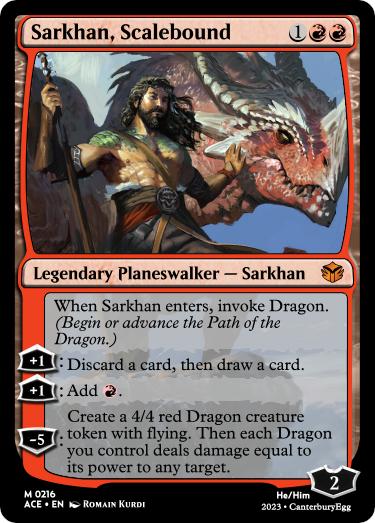 Sarkhan, Scalebound 1
Legendary Planeswalker — Sarkhan
When Sarkhan enters, invoke Dragon.
(Begin or advance the Path of the
Dragon.)
+1: Discard a card, then draw a card.
+1: Add .
Create a 4/4 red Dragon creature
-5: token with flying. Then each Dragon
you control deals damage equal to
its power to any target.
2
M 0216 He/Him
ACE • EN Romain Kurdi 2023 • CanterburyEgg